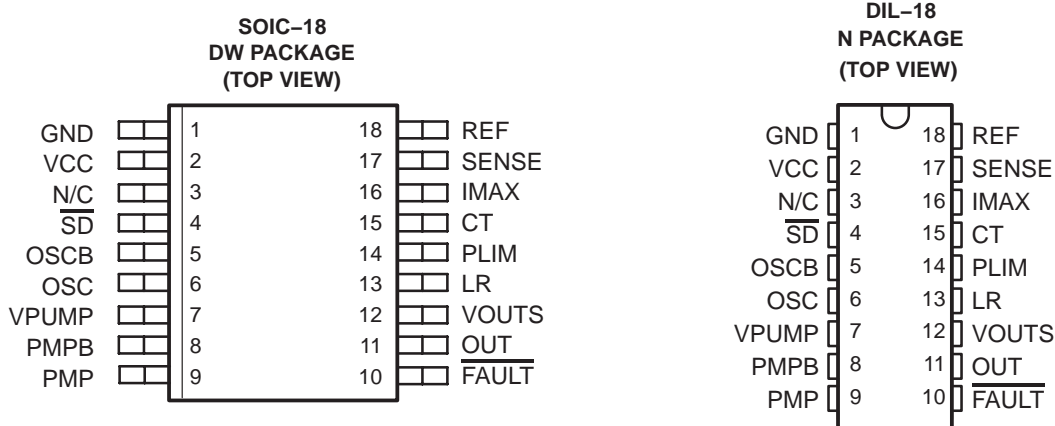 SOIC–18
DW PACKAGE
(TOP VIEW)
GND 1 18 REF
VCC 2 17 SENSE
N/C 3 16 IMAX
SD 4 15 CT
OSCB 5 14 PLIM
OSC 6 13 LR
VPUMP 7 12 VOUTS
PMPB 8 11 OUT
PMP 9 10 FAULT
DIL–18
N PACKAGE
(TOP VIEW)
GND 1 18 REF
VCC 2 17 SENSE
N/C 3 16 IMAX
SD 4 15 CT
OSCB 5 14 PLIM
OSC 6 13 LR
VPUMP 7 12 VOUTS
PMPB 8 11 OUT
PMP 9 10 FAULT